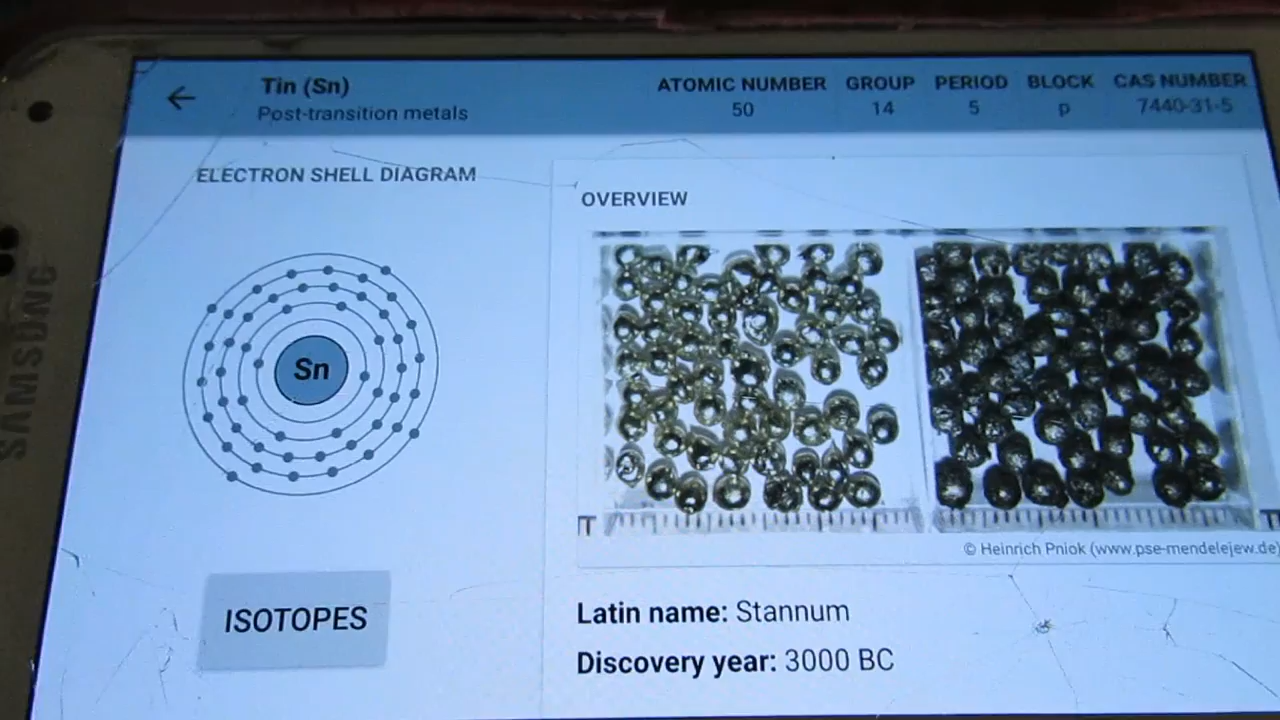 SAMSUNG
Tin (Sn)
Post-transition metals
ATOMIC NUMBER
50
GROUP
14
PERIOD
5
BLOCK
p
CAS NUMBER
7440-31-5
ELECTRON SHELL DIAGRAM
Sn
ISOTOPES
OVERVIEW
T
T
© Heinrich Pniok (www.pse-mendelejew.de)
Latin name: Stannum
Discovery year: 3000 BC